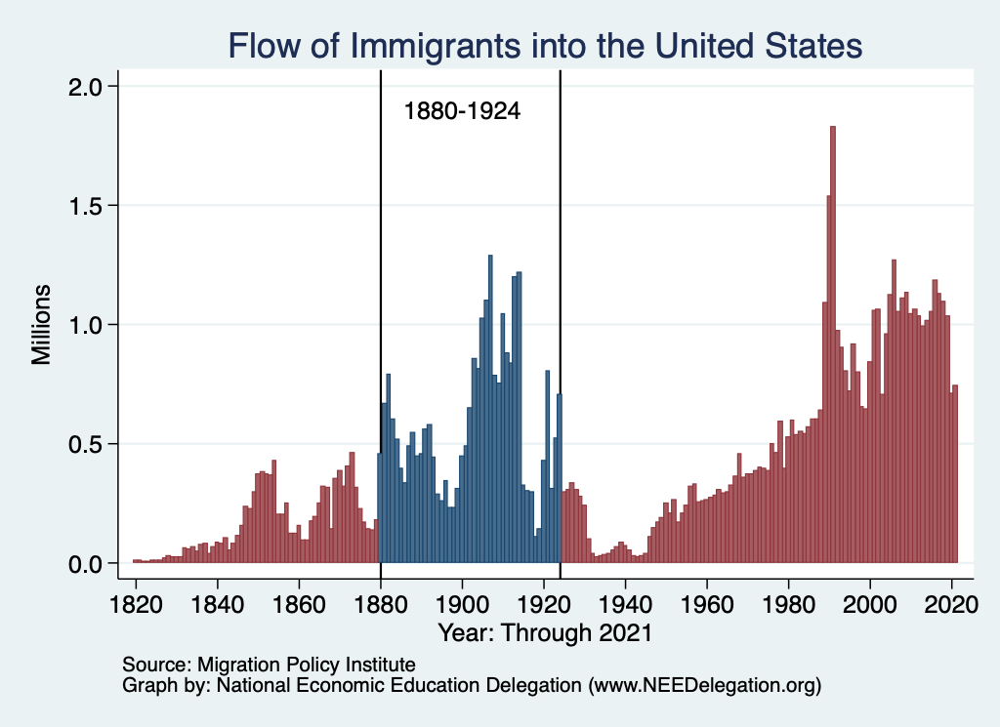 Flow of Immigrants into the United States
2.0
1880-1924
1.5
1.0
0.5
0.0
Millions
1820 1840 1860 1880 1900 1920 1940 1960 1980 2000 2020
Year: Through 2021
Source: Migration Policy Institute
Graph by: National Economic Education Delegation (www.NEEDelegation.org)